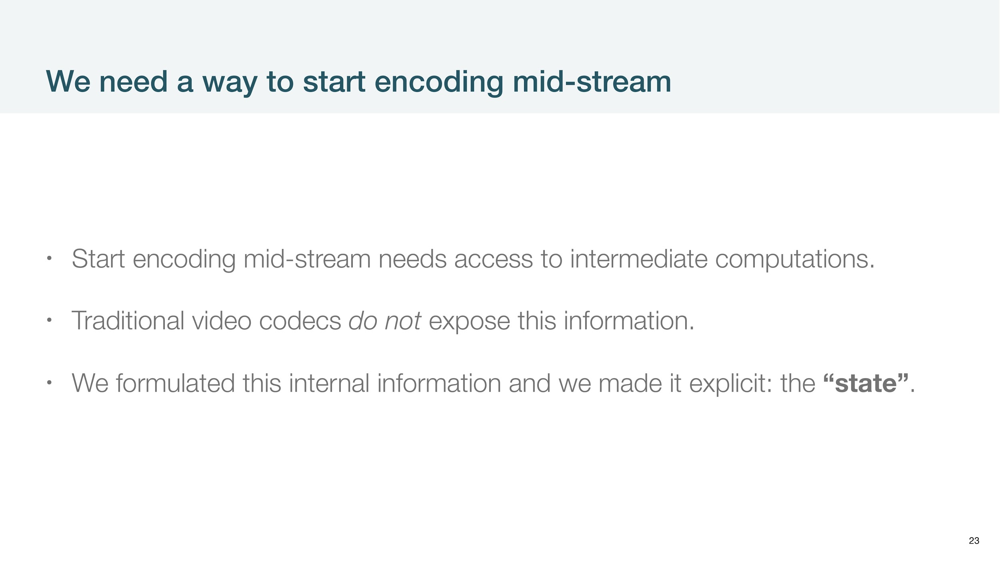 We need a way to start encoding mid-stream
• Start encoding mid-stream needs access to intermediate computations.
• Traditional video codecs do not expose this information.
• We formulated this internal information and we made it explicit: the “state”.
23